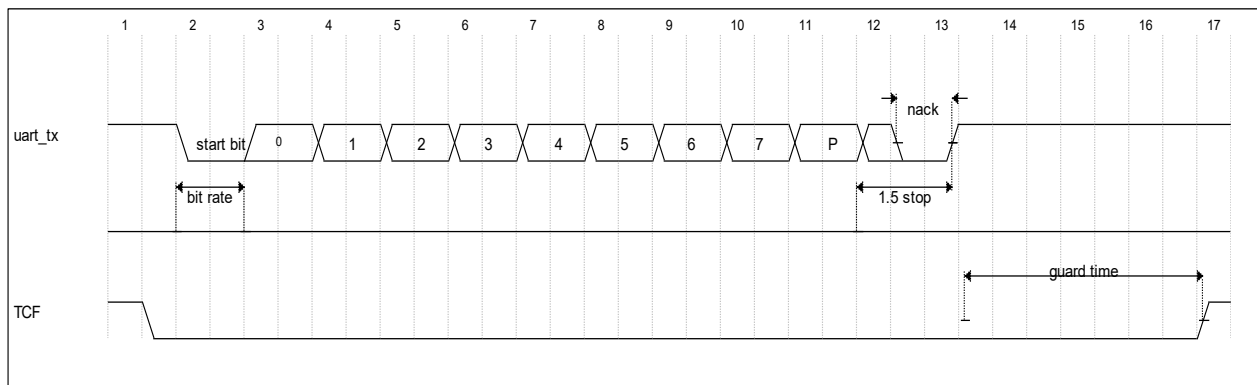 1 2 3 4 5 6 7 8 9 10 11 12 13 14 15 16 17
nack
uart_tx start bit 0 1 2 3 4 5 6 7 P
bit rate 1.5 stop
guard time
TCF